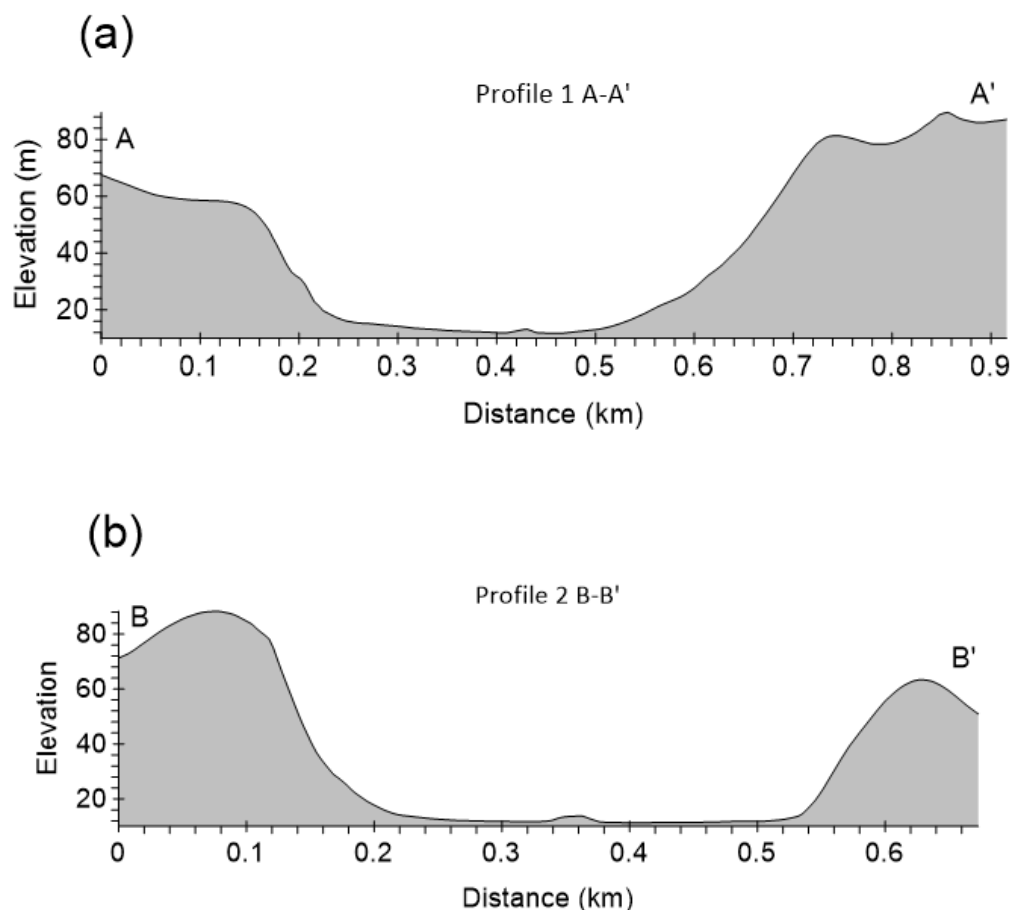 (a)
Profile 1 A-A'
A A'
Elevation (m)
80
60
40
20
0 0.1 0.2 0.3 0.4 0.5 0.6 0.7 0.8 0.9
Distance (km)
(b)
Profile 2 B-B'
B B'
Elevation
80
60
40
20
0 0.1 0.2 0.3 0.4 0.5 0.6
Distance (km)